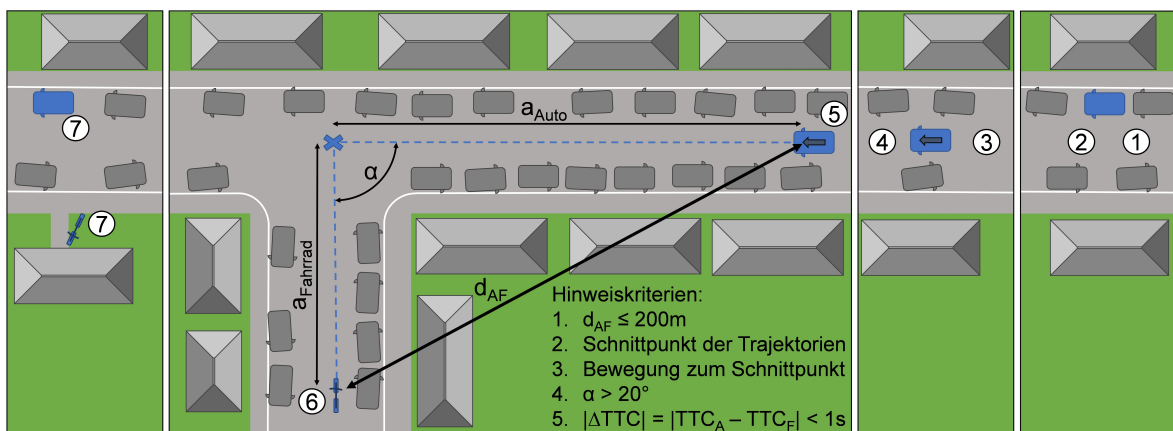 a_Auto
5
7
4
3
2
1
α
7
a_Fahrrad
d_AF
6
Hinweiskriterien:
1. d_AF ≤ 200m
2. Schnittpunkt der Trajektorien
3. Bewegung zum Schnittpunkt
4. α > 20°
5. |ΔTTC| = |TTC_A – TTC_F| < 1s